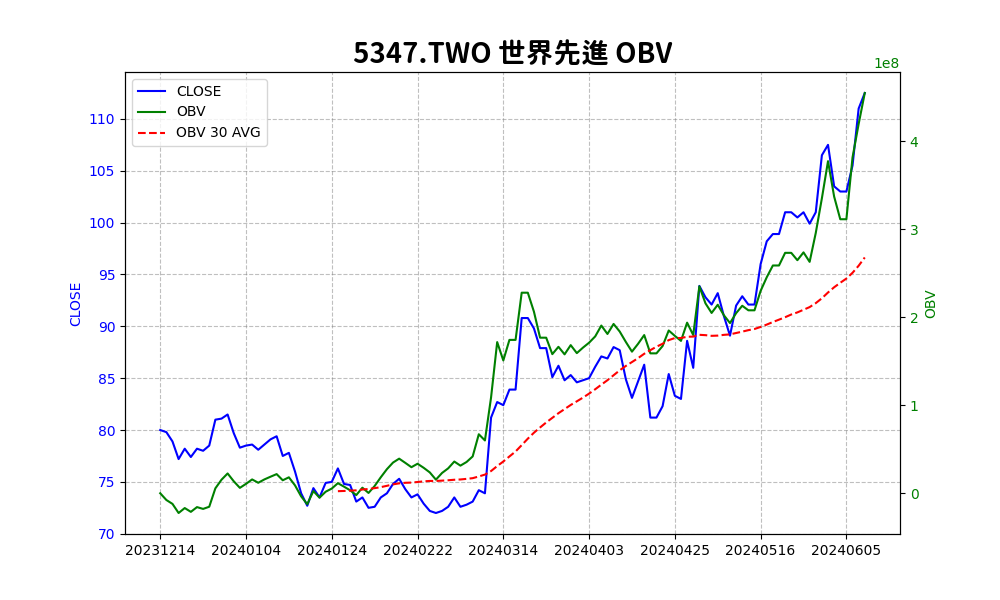 5347.TWO 世界先進 OBV
1e8
CLOSE
OBV
OBV 30 AVG
CLOSE
110
105
100
95
90
85
80
75
70
4
3
2
1
0
OBV
20231214 20240104 20240124 20240222 20240314 20240403 20240425 20240516 20240605